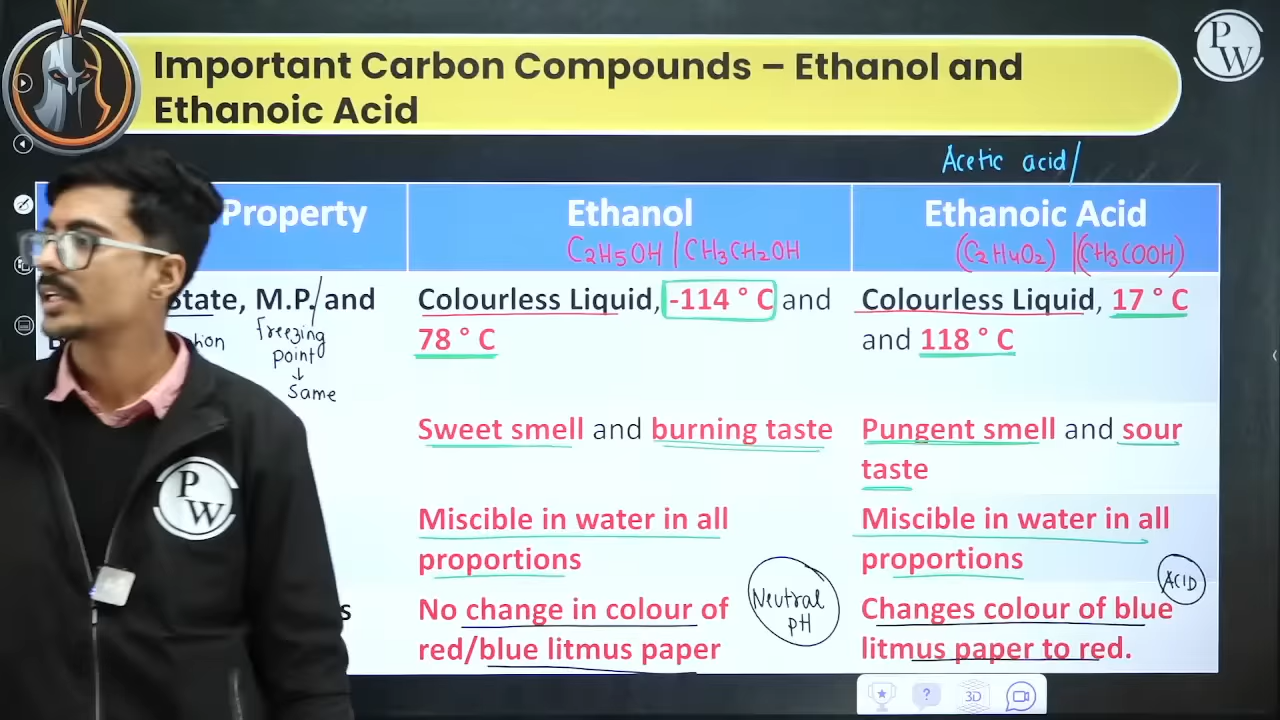 Important Carbon Compounds – Ethanol and
Ethanoic Acid
PW
Acetic acid/
Property
Ethanol
Ethanoic Acid
C2H5OH | CH3CH2OH
(C2H4O2) | (CH3COOH)
State, M.P./ and
freezing
point
↓
Same
Colourless Liquid, -114 ° C and
78 ° C
Colourless Liquid, 17 ° C
and 118 ° C
Sweet smell and burning taste
Pungent smell and sour
taste
Miscible in water in all
proportions
Miscible in water in all
proportions
No change in colour of
red/blue litmus paper
Neutral
pH
Changes colour of blue
litmus paper to red.
ACID
PW
?
3D